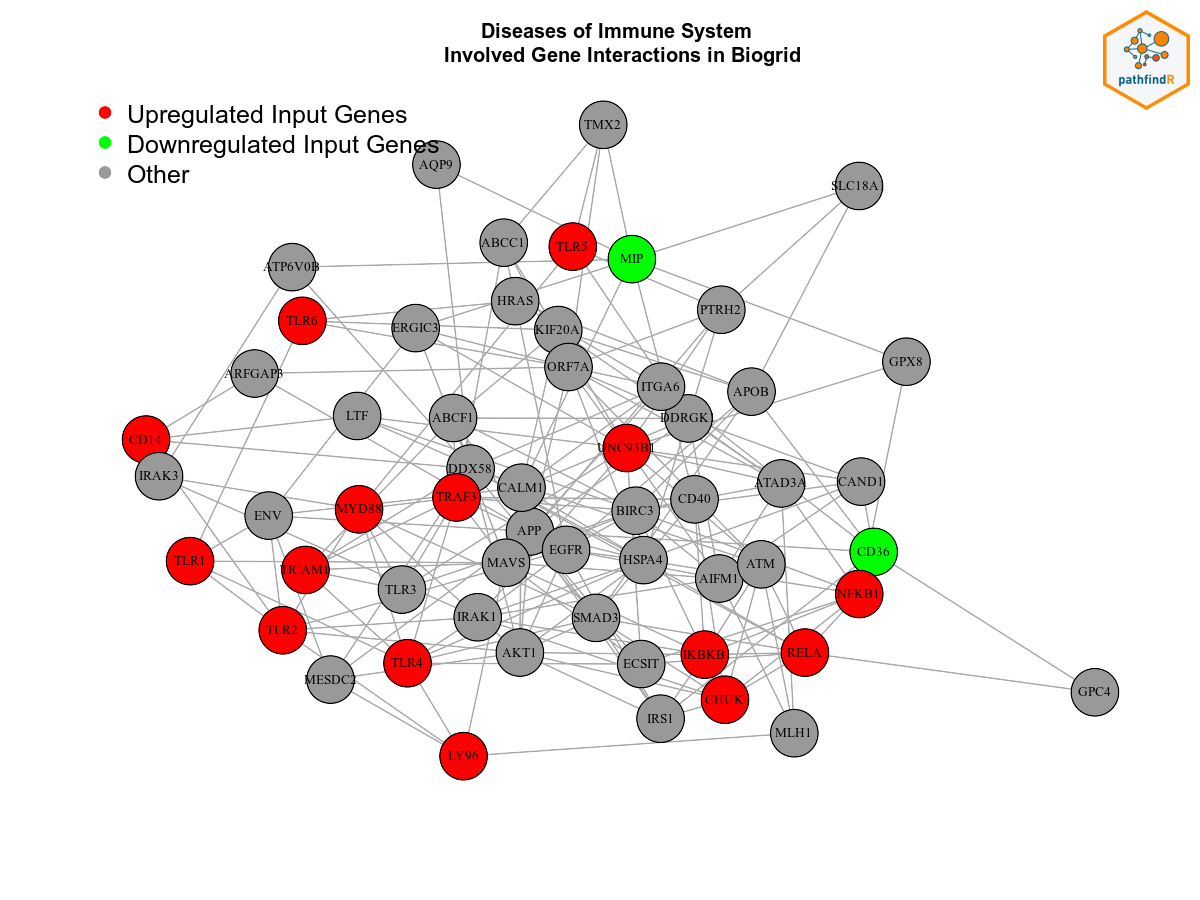 Diseases of Immune System
Involved Gene Interactions in Biogrid
pathfindR
Upregulated Input Genes
Downregulated Input Genes
Other
TMX2
AQP9
SLC18A
ABCC1
TLR5
MIP
ATP6V0B
HRAS
PTRH2
TLR6
ERGIC3
KIF20A
ORF7A
GPX8
ARFGAP3
ITGA6
APOB
LTF
ABCF1
DDRGK
CD14
UNC93B1
DDX58
IRAK3
CALM1
ATAD3A
CAND1
TRAF3
CD40
MYD88
BIRC3
ENV
APP
EGFR
CD36
TLR1
MAVS
HSPA4
ATM
TICAM1
AIFM1
TLR3
NFKB1
IRAK1
SMAD3
TLR2
AKT1
IKBKB
RELA
TLR4
ECSIT
MESDC2
GPC4
CHUK
IRS1
MLH1
LY96